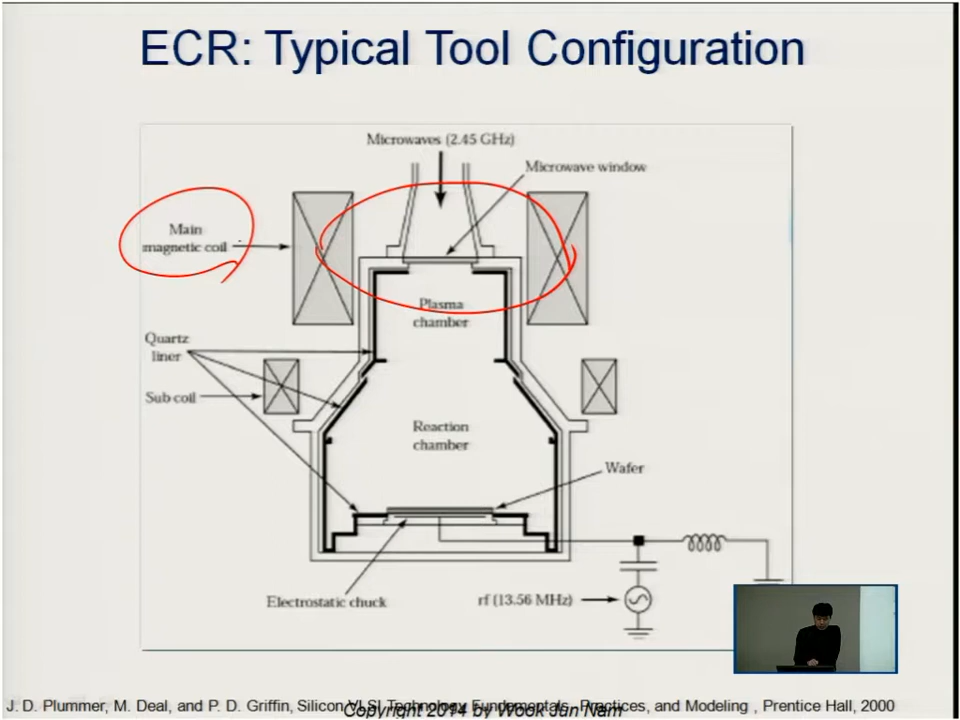 ECR: Typical Tool Configuration
Microwaves (2.45 GHz)
Microwave window
Main
magnetic coil
Plasma
chamber
Quartz
liner
Sub coil
Reaction
chamber
Wafer
Electrostatic chuck
rf (13.56 MHz)
J. D. Plummer, M. Deal, and P. D. Griffin, Silicon VLSI Technology Fundamentals, Practices, and Modeling , Prentice Hall, 2000
Copyright 2014 by Wook Jun Nam